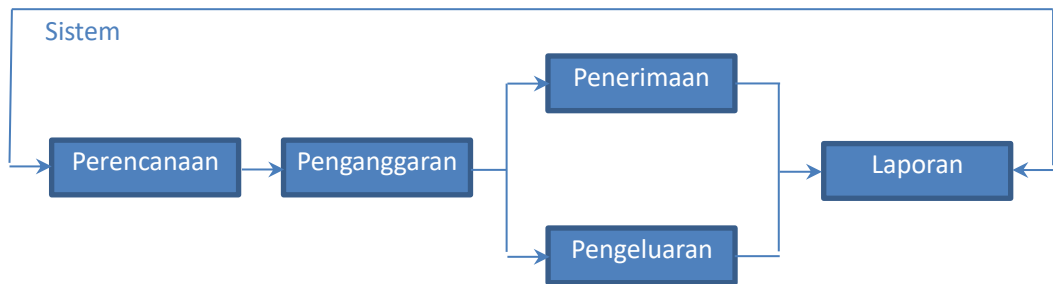 Sistem
Perencanaan
Penganggaran
Penerimaan
Pengeluaran
Laporan